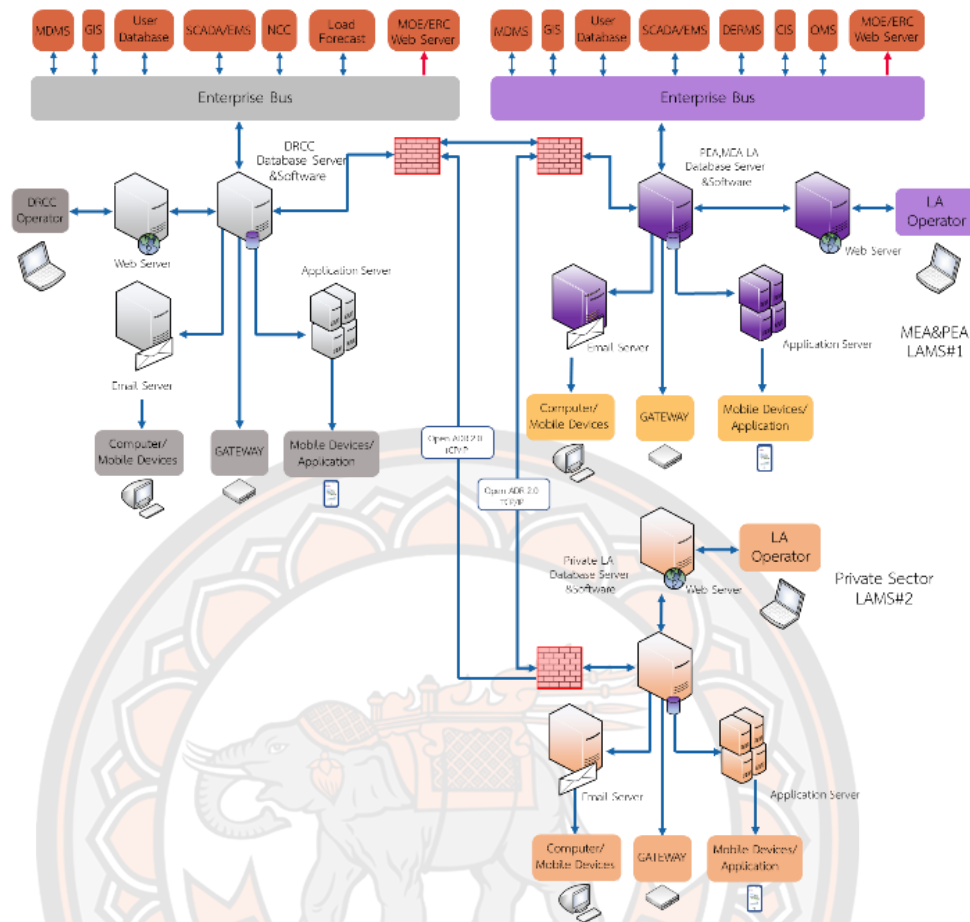 MDMS
GIS
User
Database
SCADA/EMS
NCC
Load
Forecast
MOE/ERC
Web Server
MDMS
GIS
User
Database
SCADA/EMS
DERMS
CIS
OMS
MOE/ERC
Web Server
Enterprise Bus
Enterprise Bus
DRCC
Database Server
&Software
PEA,MEA LA
Database Server
&Software
DRCC
Operator
Web Server
Web Server
LA
Operator
Application Server
Email Server
Email Server
Application Server
MEA&PEA
LAMS#1
Computer/
Mobile Devices
GATEWAY
Mobile Devices/
Application
Computer/
Mobile Devices
GATEWAY
Mobile Devices/
Application
Open ADR 2.0
TCP/IP
Open ADR 2.0
TCP/IP
Private LA
Database Server
&Software
Web Server
LA
Operator
Private Sector
LAMS#2
Email Server
Application Server
Computer/
Mobile Devices
GATEWAY
Mobile Devices/
Application